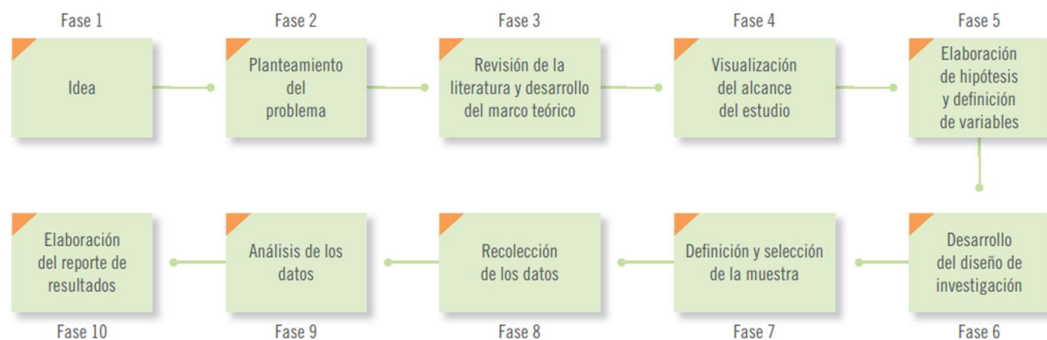 Fase 1
Idea
Fase 2
Planteamiento
del
problema
Fase 3
Revisión de la
literatura y desarrollo
del marco teórico
Fase 4
Visualización
del alcance
del estudio
Fase 5
Elaboración
de hipótesis
y definición
de variables
Desarrollo
del diseño de
investigación
Fase 6
Definición y selección
de la muestra
Fase 7
Recolección
de los datos
Fase 8
Análisis de los
datos
Fase 9
Elaboración
del reporte de
resultados
Fase 10